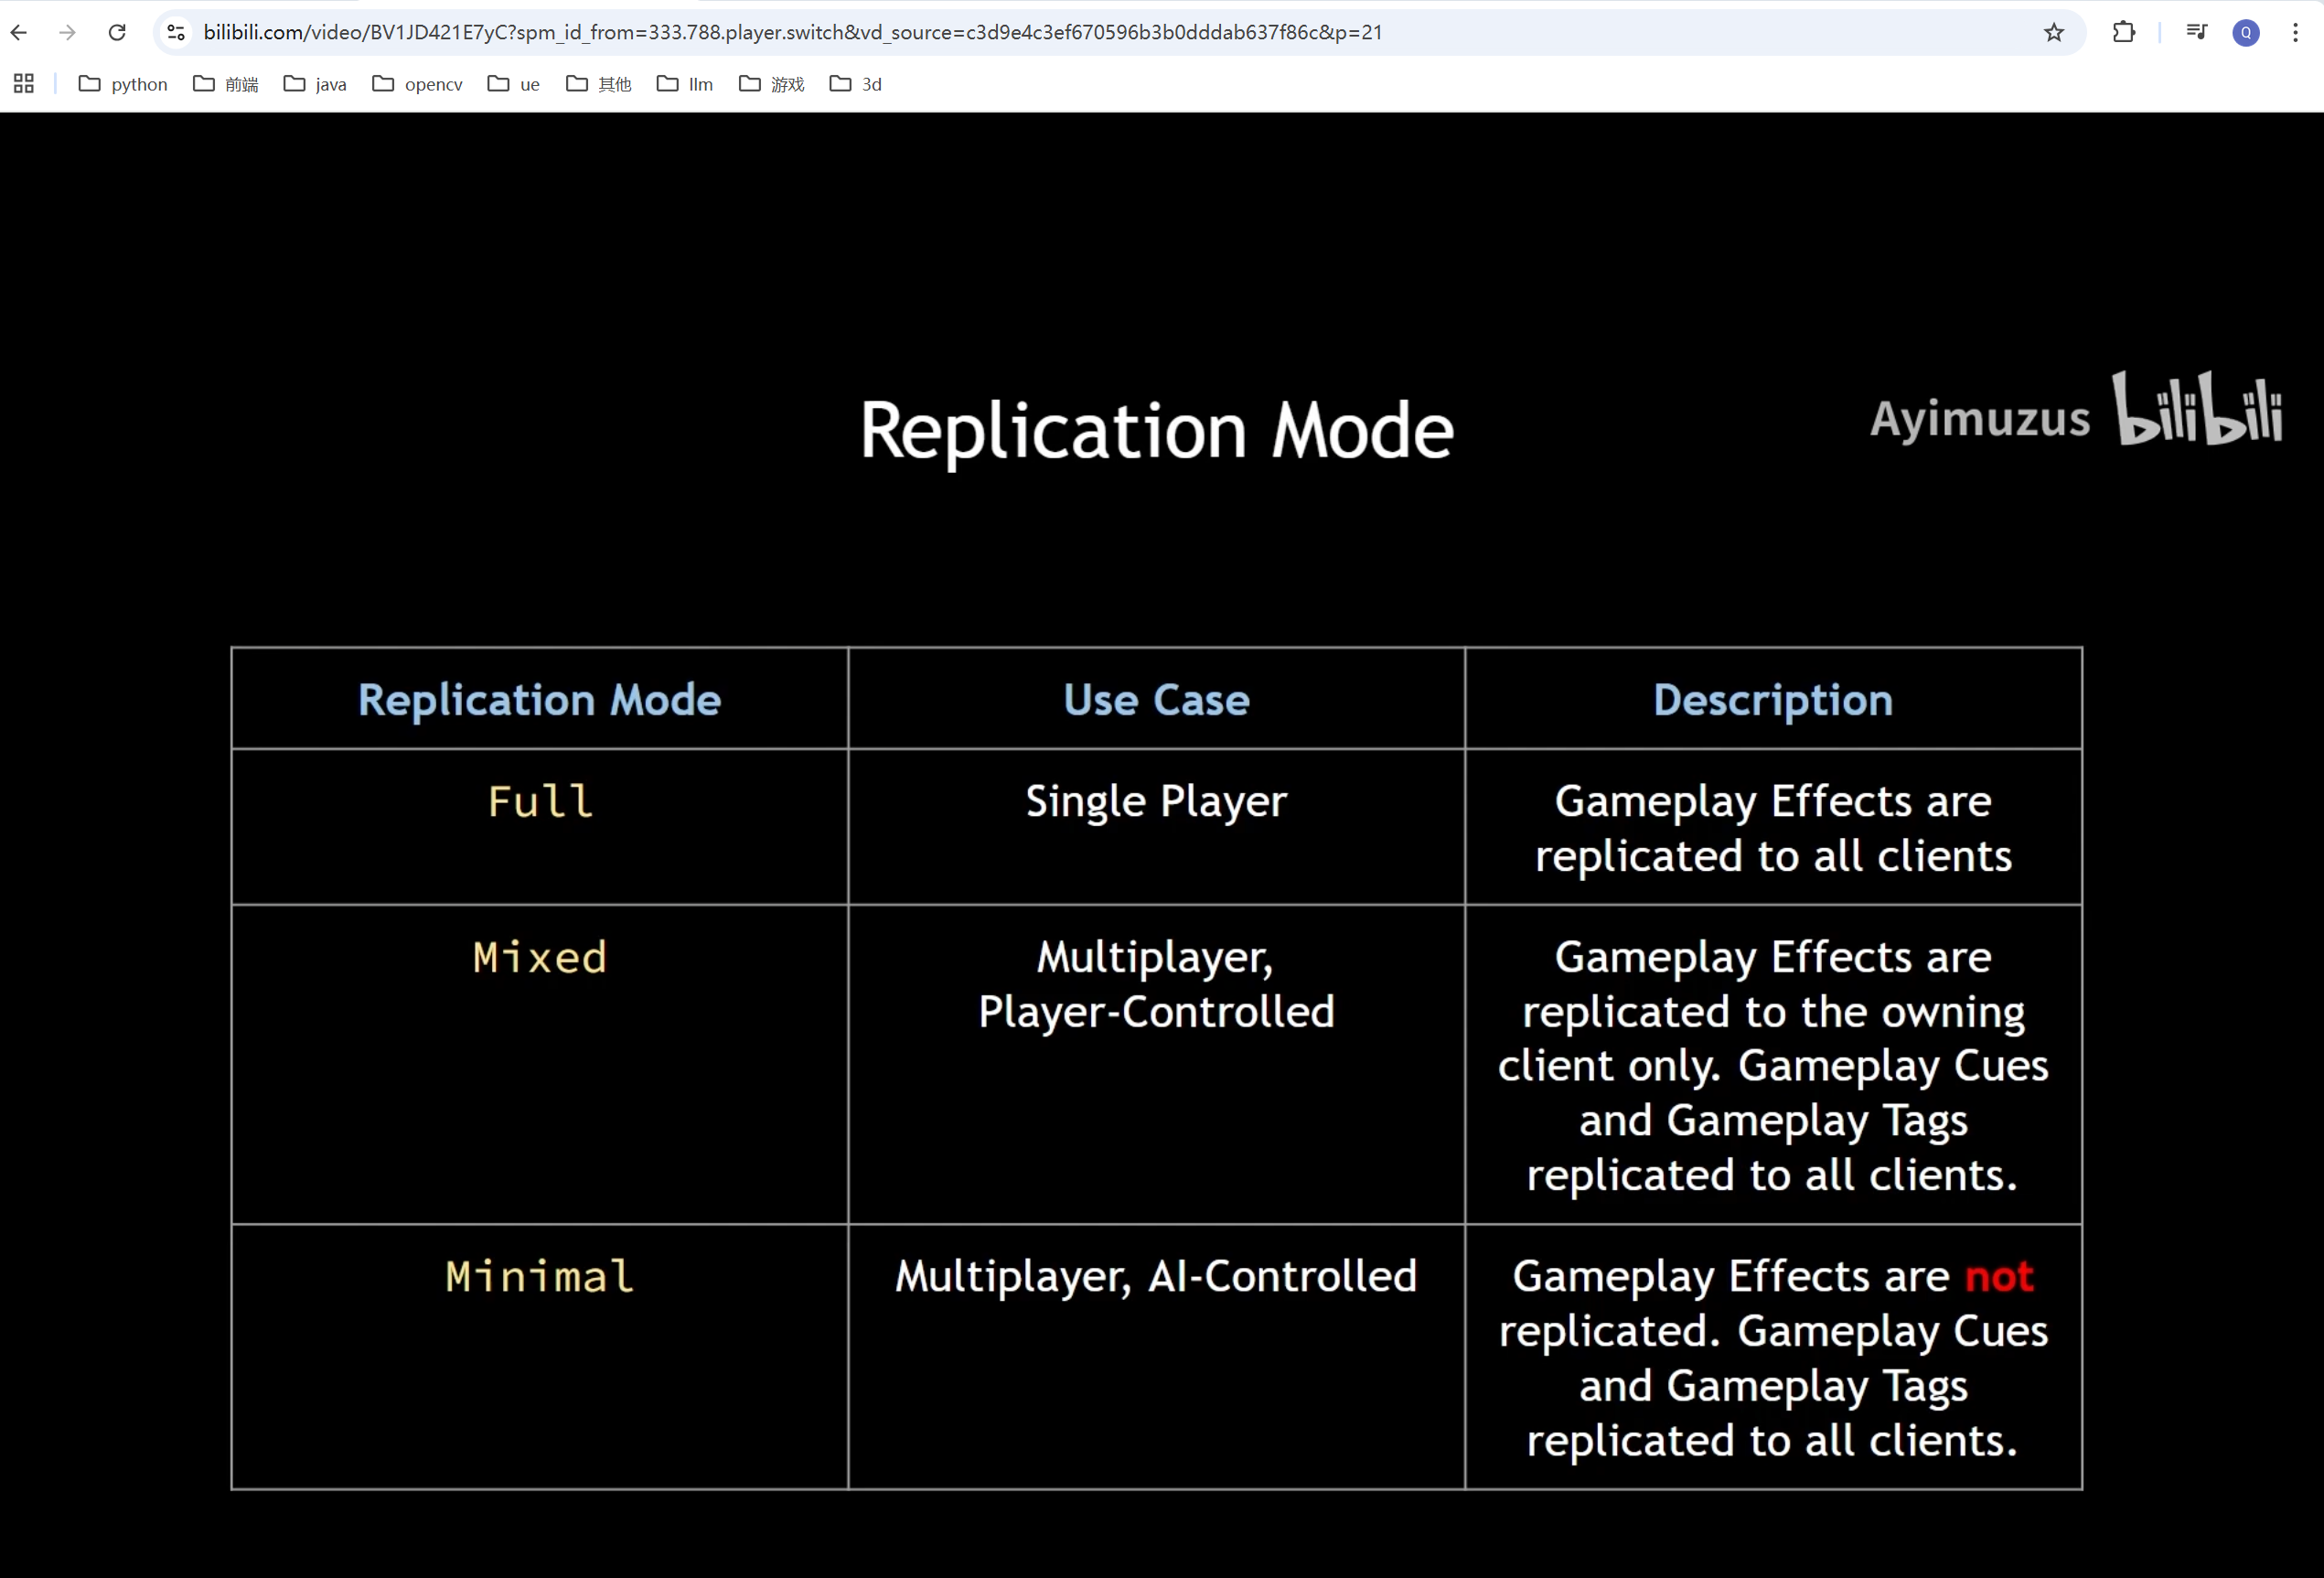 bilibili.com/video/BV1JD421E7yC?spm_id_from=333.788.player.switch&vd_source=c3d9e4c3ef670596b3b0dddab637f86c&p=21
Q
python 前端 java opencv ue 其他 llm 游戏 3d
Replication Mode
Ayimuzus bilibili
Replication Mode Use Case Description
Full
Single Player
Gameplay Effects are
replicated to all clients
Mixed
Multiplayer,
Player-Controlled
Gameplay Effects are
replicated to the owning
client only. Gameplay Cues
and Gameplay Tags
replicated to all clients.
Minimal
Multiplayer, AI-Controlled
Gameplay Effects are not
replicated. Gameplay Cues
and Gameplay Tags
replicated to all clients.